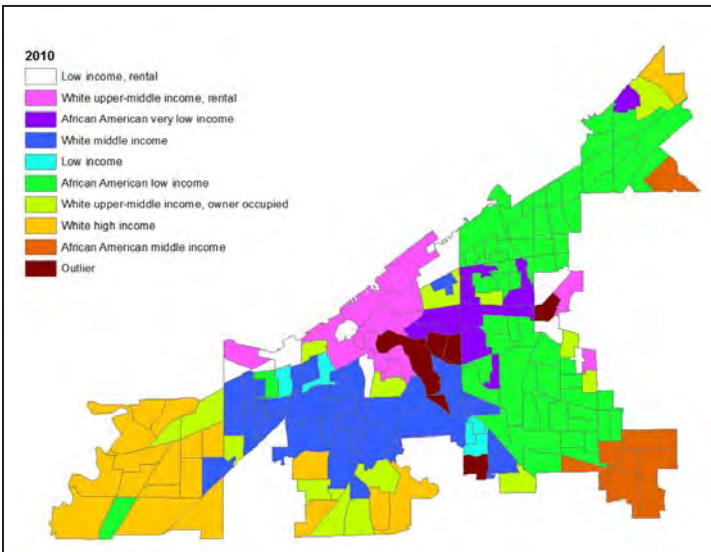 2010
Low income, rental
White upper-middle income, rental
African American very low income
White middle income
Low income
African American low income
White upper-middle income, owner occupied
White high income
African American middle income
Outlier